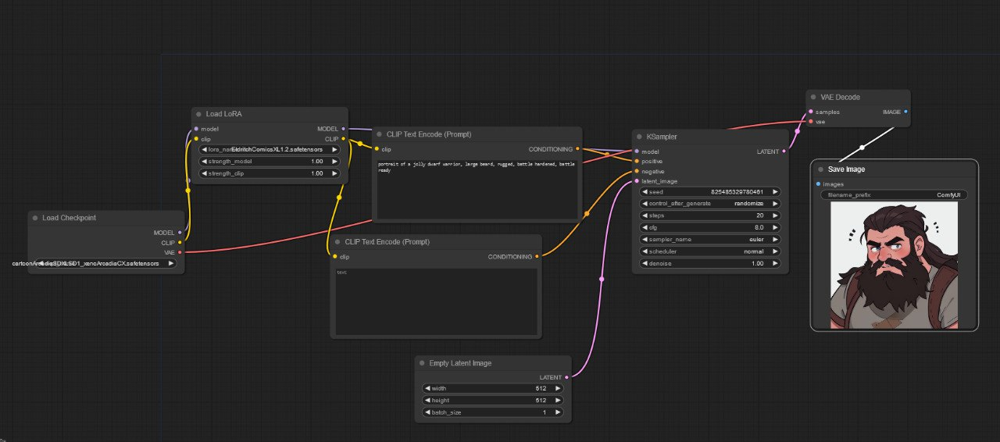 Load Checkpoint
MODEL
CLIP
VAE
Load LoRA
model
MODEL
clip
CLIP
EldritchComicsXL1.2.safetensors
strength_model 1.00
strength_clip 1.00
CLIP Text Encode (Prompt)
clip
CONDITIONING
portrait of a jolly dwarf warrior, large beard, rugged, battle hardened, battle
ready
CLIP Text Encode (Prompt)
clip
CONDITIONING
text
Empty Latent Image
LATENT
width 512
height 512
batch_size 1
KSampler
model
LATENT
positive
negative
latent_image
seed 825485329780461
control_after_generate randomize
steps 20
cfg 8.0
sampler_name euler
scheduler normal
denoise 1.00
VAE Decode
samples
IMAGE
vae
Save Image
images
filename_prefix ComfyUI